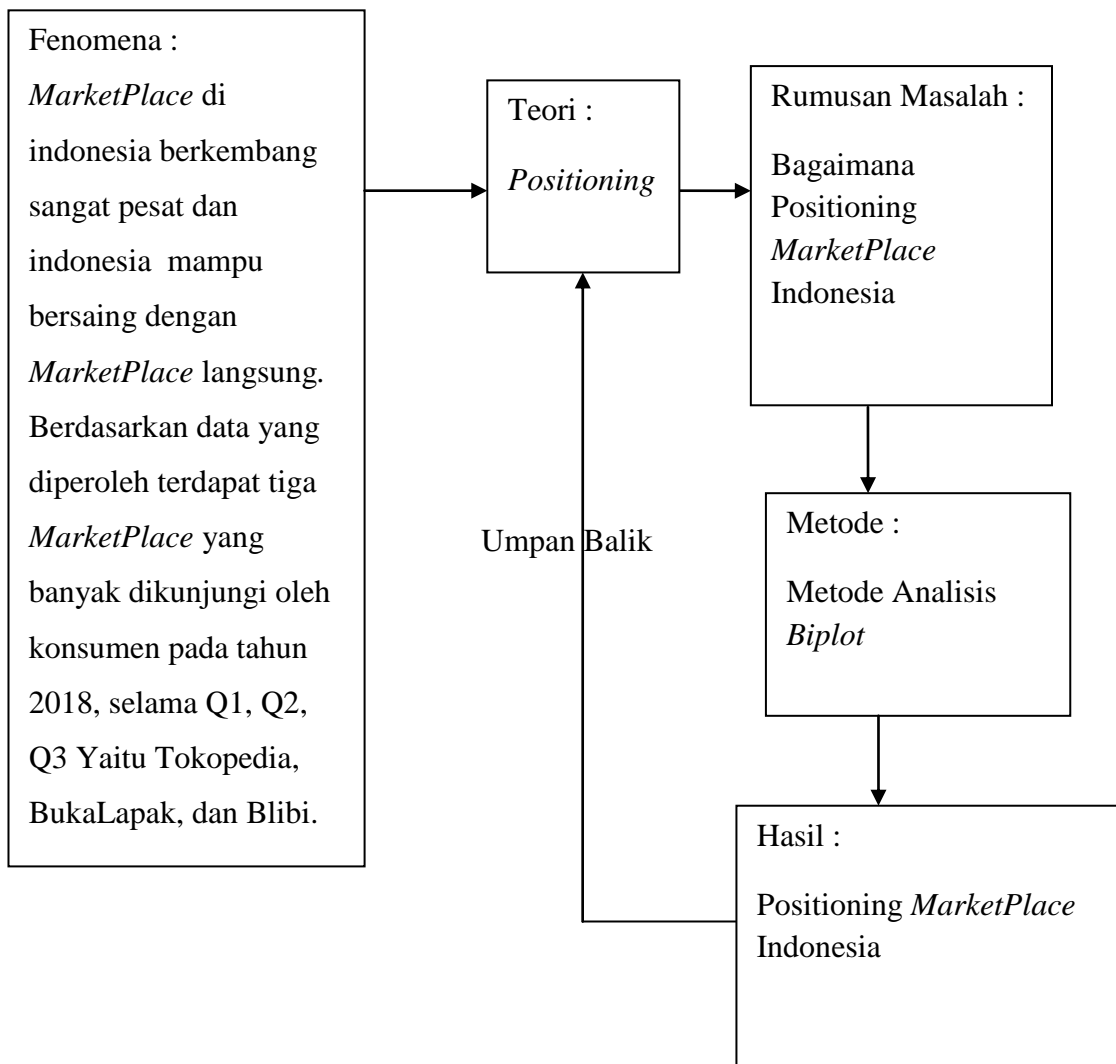 Fenomena :
MarketPlace di
indonesia berkembang
sangat pesat dan
indonesia mampu
bersaing dengan
MarketPlace langsung.
Berdasarkan data yang
diperoleh terdapat tiga
MarketPlace yang
banyak dikunjungi oleh
konsumen pada tahun
2018, selama Q1, Q2,
Q3 Yaitu Tokopedia,
BukaLapak, dan Blibi.
Teori :
Positioning
Rumusan Masalah :
Bagaimana
Positioning
MarketPlace
Indonesia
Metode :
Metode Analisis
Biplot
Hasil :
Positioning MarketPlace
Indonesia
Umpan Balik